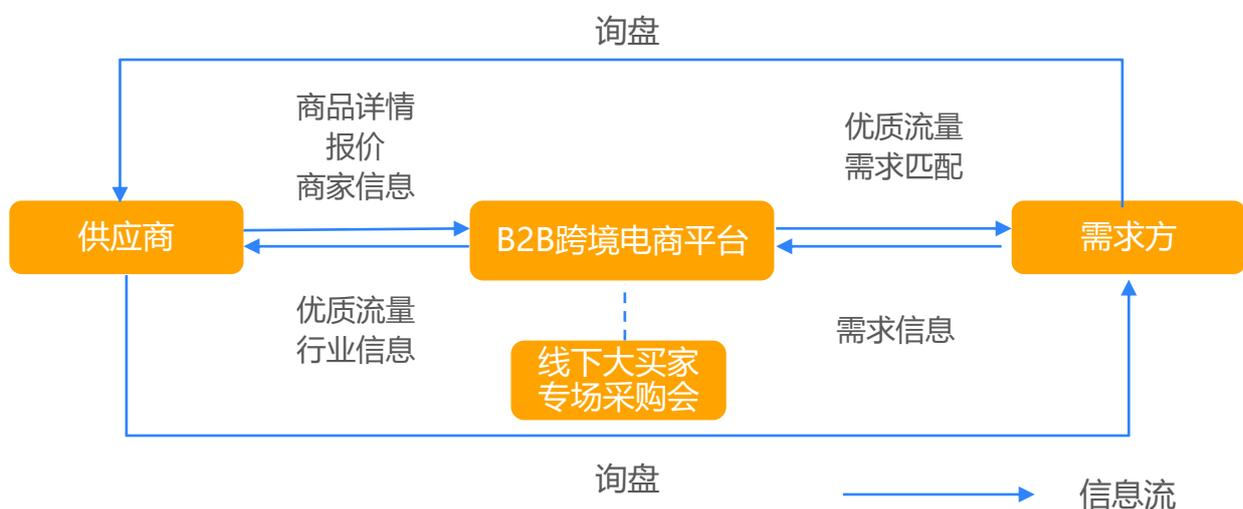 询盘
商品详情
报价
商家信息
优质流量
需求匹配
供应商
B2B跨境电商平台
需求方
优质流量
行业信息
需求信息
线下大买家
专场采购会
询盘
信息流